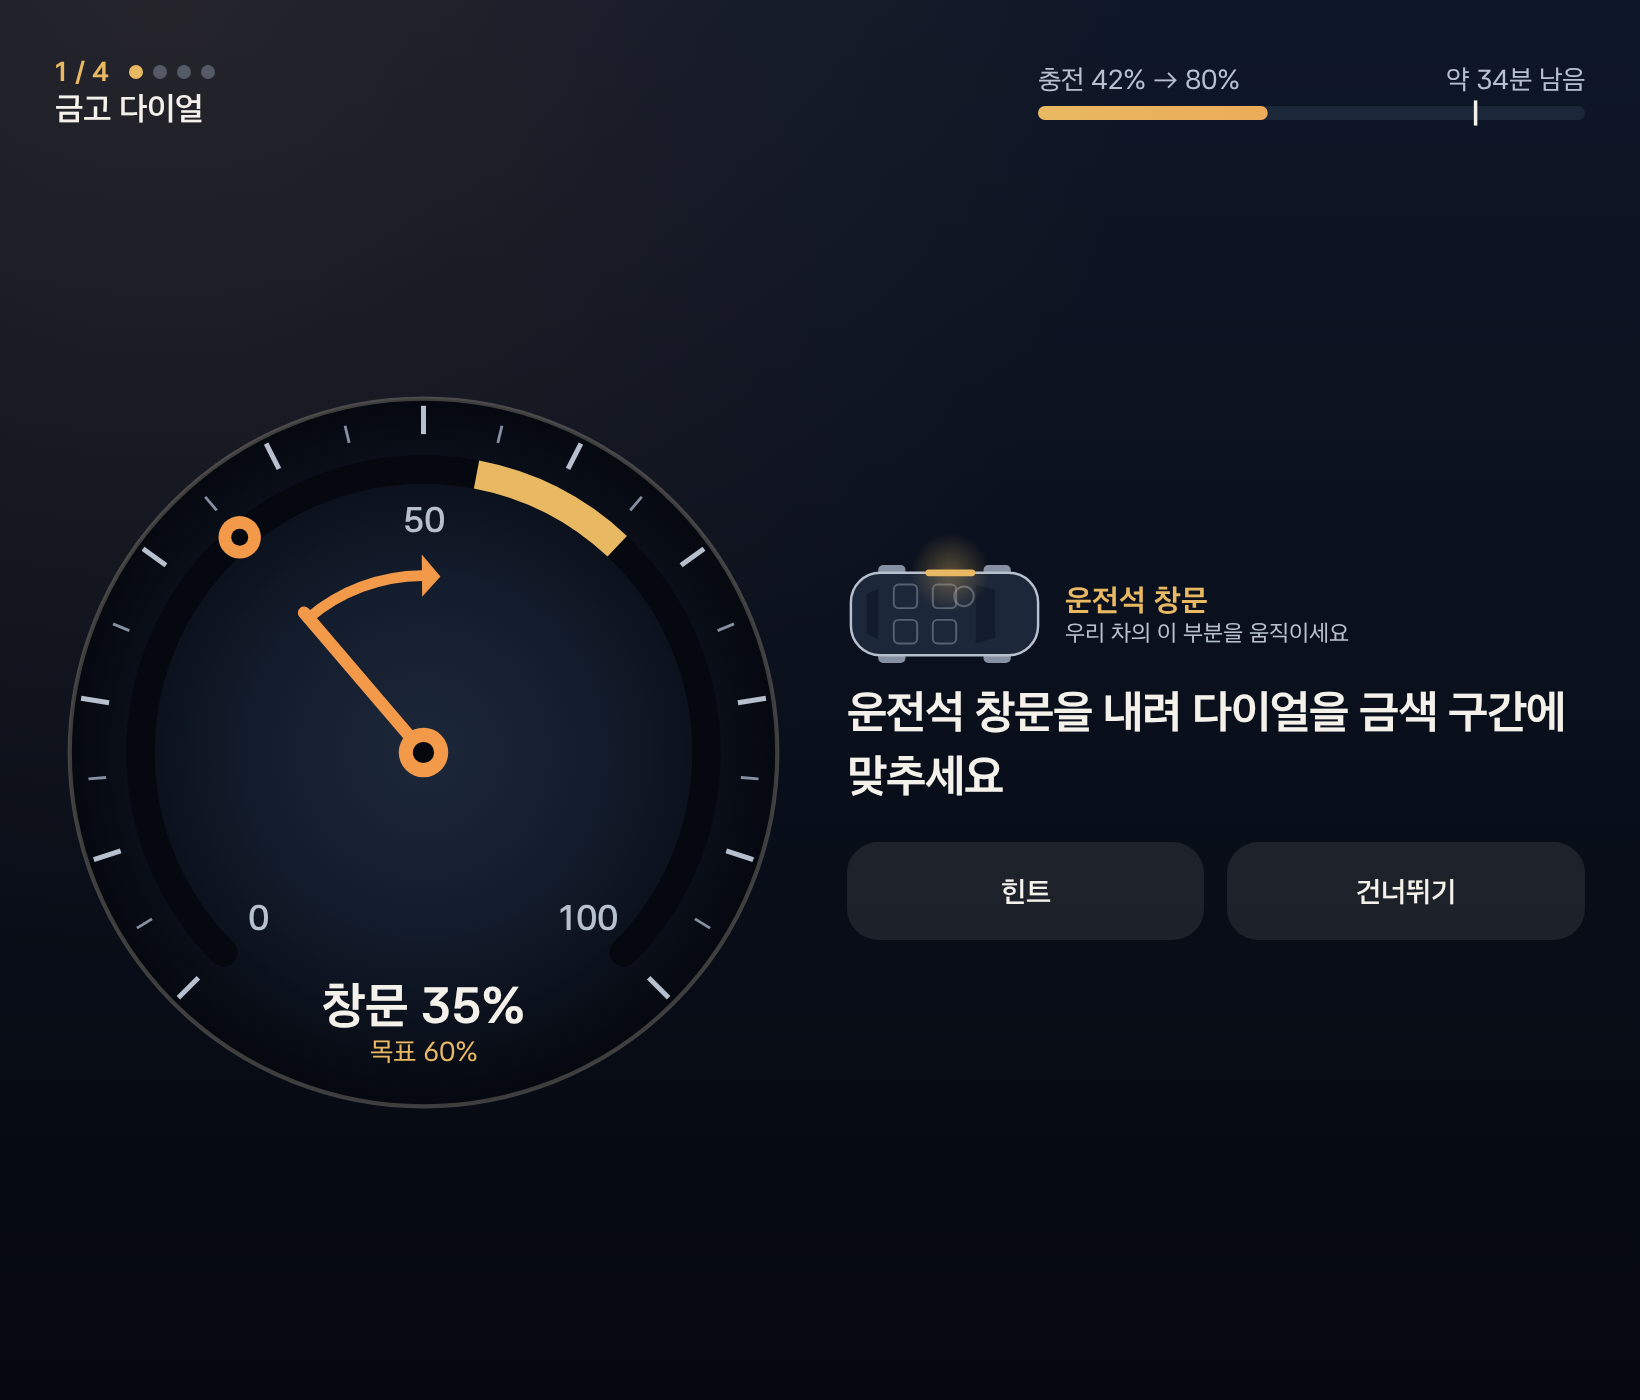 1 / 4
금고 다이얼
충전 42% → 80%
약 34분 남음
50
0
100
창문 35%
목표 60%
운전석 창문
우리 차의 이 부분을 움직이세요
운전석 창문을 내려 다이얼을 금색 구간에
맞추세요
힌트
건너뛰기